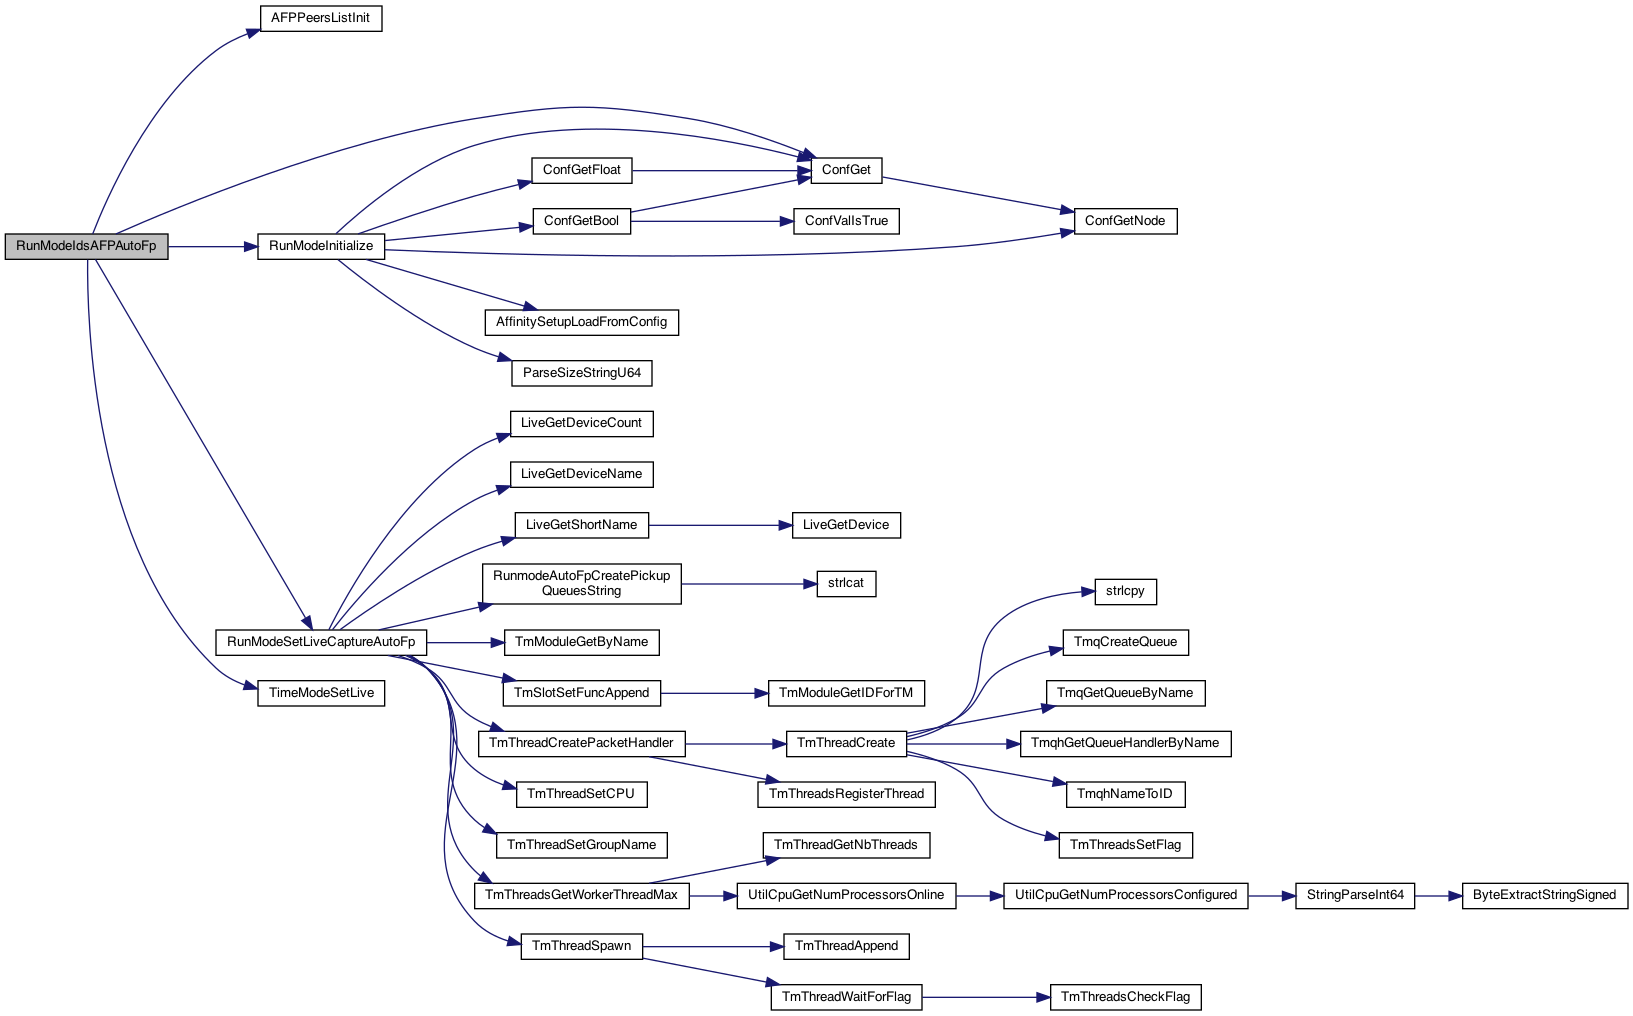 AFPPeersListInit
ConfGetFloat
ConfGet
ConfGetBool
ConfValIsTrue
ConfGetNode
RunModeIdsAFPAutoFp
RunModeInitialize
AffinitySetupLoadFromConfig
ParseSizeStringU64
LiveGetDeviceCount
LiveGetDeviceName
LiveGetShortName
LiveGetDevice
RunmodeAutoFpCreatePickup
QueuesString
strlcat
strlcpy
RunModeSetLiveCaptureAutoFp
TmModuleGetByName
TmqCreateQueue
TimeModeSetLive
TmSlotSetFuncAppend
TmModuleGetIDForTM
TmqGetQueueByName
TmThreadCreatePacketHandler
TmThreadCreate
TmqhGetQueueHandlerByName
TmThreadSetCPU
TmThreadsRegisterThread
TmqhNameToID
TmThreadSetGroupName
TmThreadGetNbThreads
TmThreadsSetFlag
TmThreadsGetWorkerThreadMax
UtilCpuGetNumProcessorsOnline
UtilCpuGetNumProcessorsConfigured
StringParseInt64
ByteExtractStringSigned
TmThreadSpawn
TmThreadAppend
TmThreadWaitForFlag
TmThreadsCheckFlag